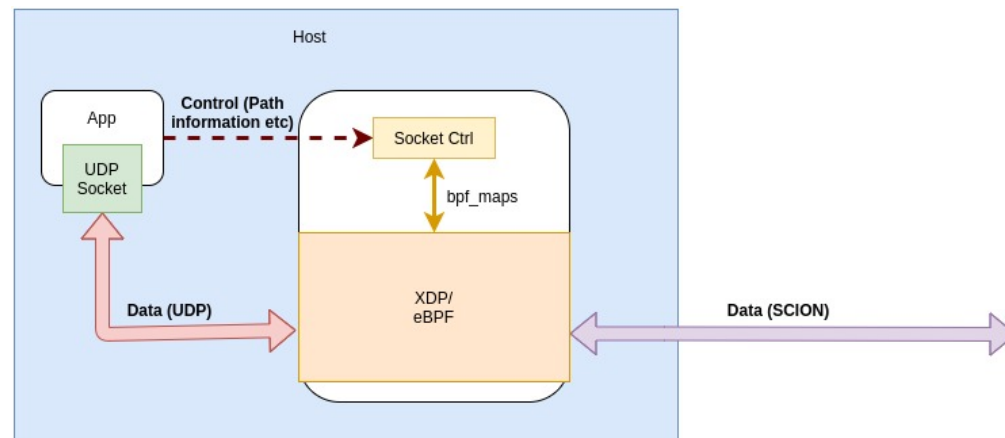 Host
App
UDP
Socket
Control (Path
information etc)
Socket Ctrl
bpf_maps
XDP/
eBPF
Data (UDP)
Data (SCION)